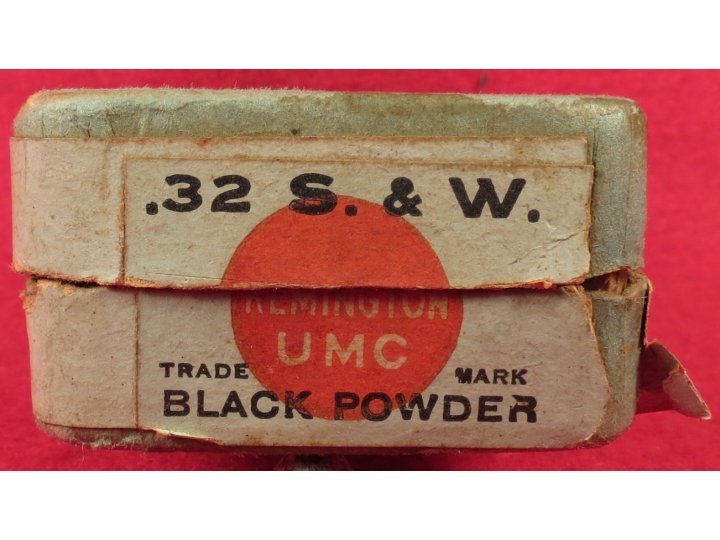 .32 S. & W.
REMINGTON
UMC
TRADE MARK
BLACK POWDER